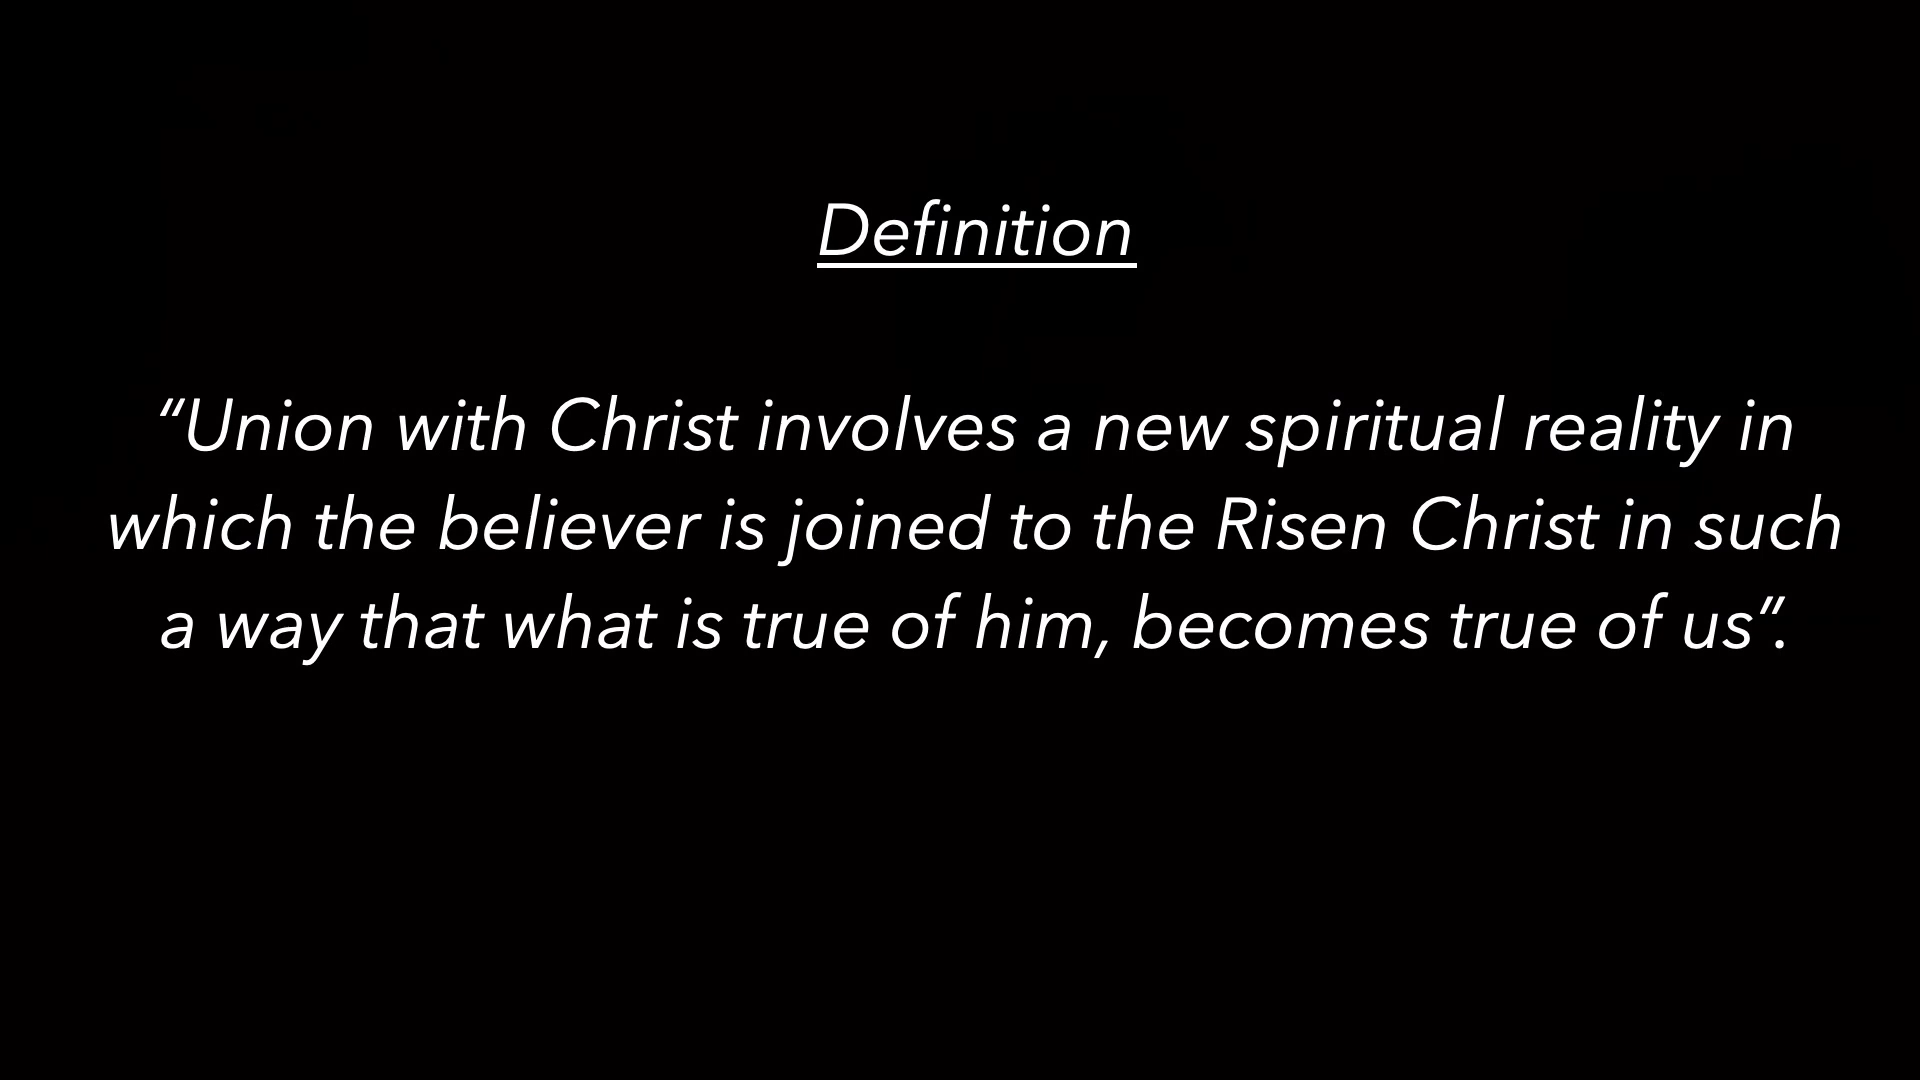 Definition
“Union with Christ involves a new spiritual reality in
which the believer is joined to the Risen Christ in such
a way that what is true of him, becomes true of us”.